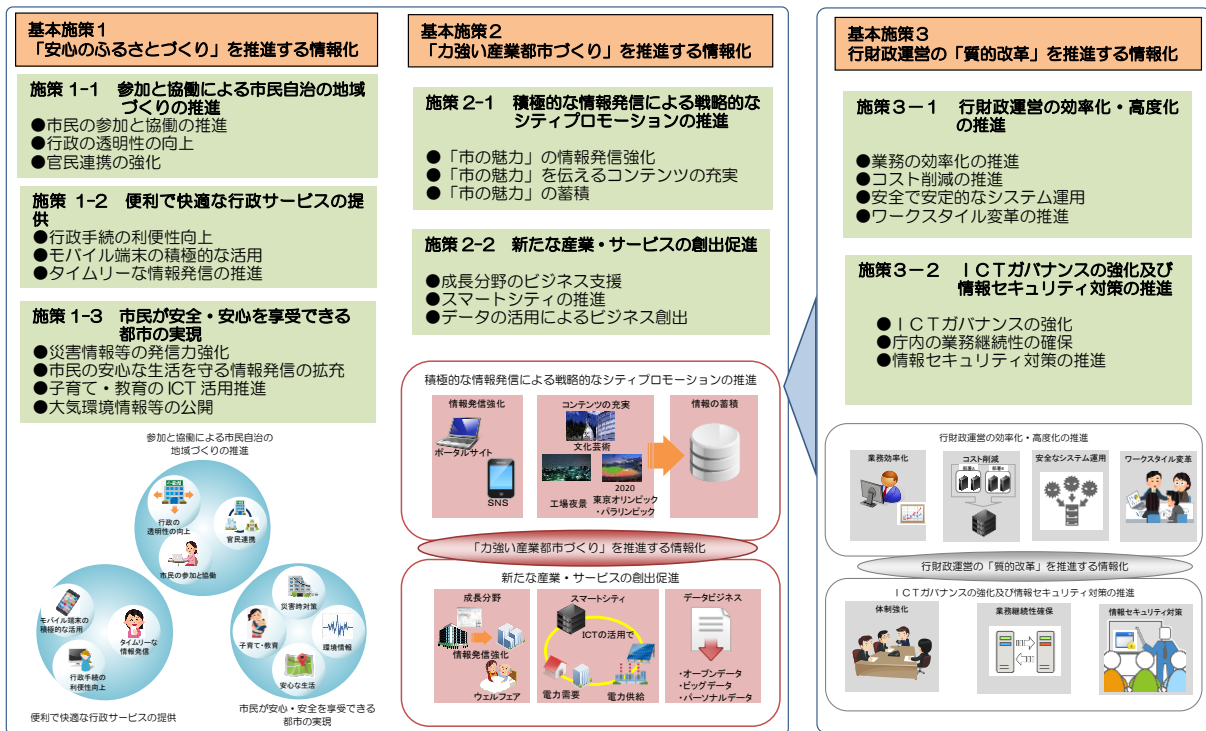 基本施策1
「安心のふるさとづくり」を推進する情報化
施策 1-1 参加と協働による市民自治の地域
づくりの推進
●市民の参加と協働の推進
●行政の透明性の向上
●官民連携の強化
施策 1-2 便利で快適な行政サービスの提
供
●行政手続の利便性向上
●モバイル端末の積極的な活用
●タイムリーな情報発信の推進
施策 1-3 市民が安全・安心を享受できる
都市の実現
●災害情報等の発信力強化
●市民の安心な生活を守る情報発信の拡充
●子育て・教育の ICT 活用推進
●大気環境情報等の公開
参加と協働による市民自治の
地域づくりの推進
行政の
透明性の向上
官民連携
市民の参加と協働
モバイル端末の
積極的な活用
タイムリーな
情報発信
行政手続の
利便性向上
便利で快適な行政サービスの提供
災害時対策
子育て・教育
環境情報
安心な生活
市民が安心・安全を享受できる
都市の実現
基本施策2
「力強い産業都市づくり」を推進する情報化
施策 2-1 積極的な情報発信による戦略的な
シティプロモーションの推進
●「市の魅力」の情報発信強化
●「市の魅力」を伝えるコンテンツの充実
●「市の魅力」の蓄積
施策 2-2 新たな産業・サービスの創出促進
●成長分野のビジネス支援
●スマートシティの推進
●データの活用によるビジネス創出
積極的な情報発信による戦略的なシティプロモーションの推進
情報発信強化
ポータルサイト
SNS
コンテンツの充実
文化芸術
工場夜景
2020
東京オリンピック
・パラリンピック
情報の蓄積
「力強い産業都市づくり」を推進する情報化
新たな産業・サービスの創出促進
成長分野
情報発信強化
ウェルフェア
スマートシティ
ICTの活用で
電力需要
電力供給
データビジネス
・オープンデータ
・ビッグデータ
・パーソナルデータ
基本施策3
行財政運営の「質的改革」を推進する情報化
施策3－1 行財政運営の効率化・高度化
の推進
●業務の効率化の推進
●コスト削減の推進
●安全で安定的なシステム運用
●ワークスタイル変革の推進
施策3－2 ＩＣＴガバナンスの強化及び
情報セキュリティ対策の推進
●ＩＣＴガバナンスの強化
●庁内の業務継続性の確保
●情報セキュリティ対策の推進
行財政運営の効率化・高度化の推進
業務効率化
コスト削減
安全なシステム運用
ワークスタイル変革
行財政運営の「質的改革」を推進する情報化
ＩＣＴガバナンスの強化及び情報セキュリティ対策の推進
体制強化
業務継続性確保
情報セキュリティ対策